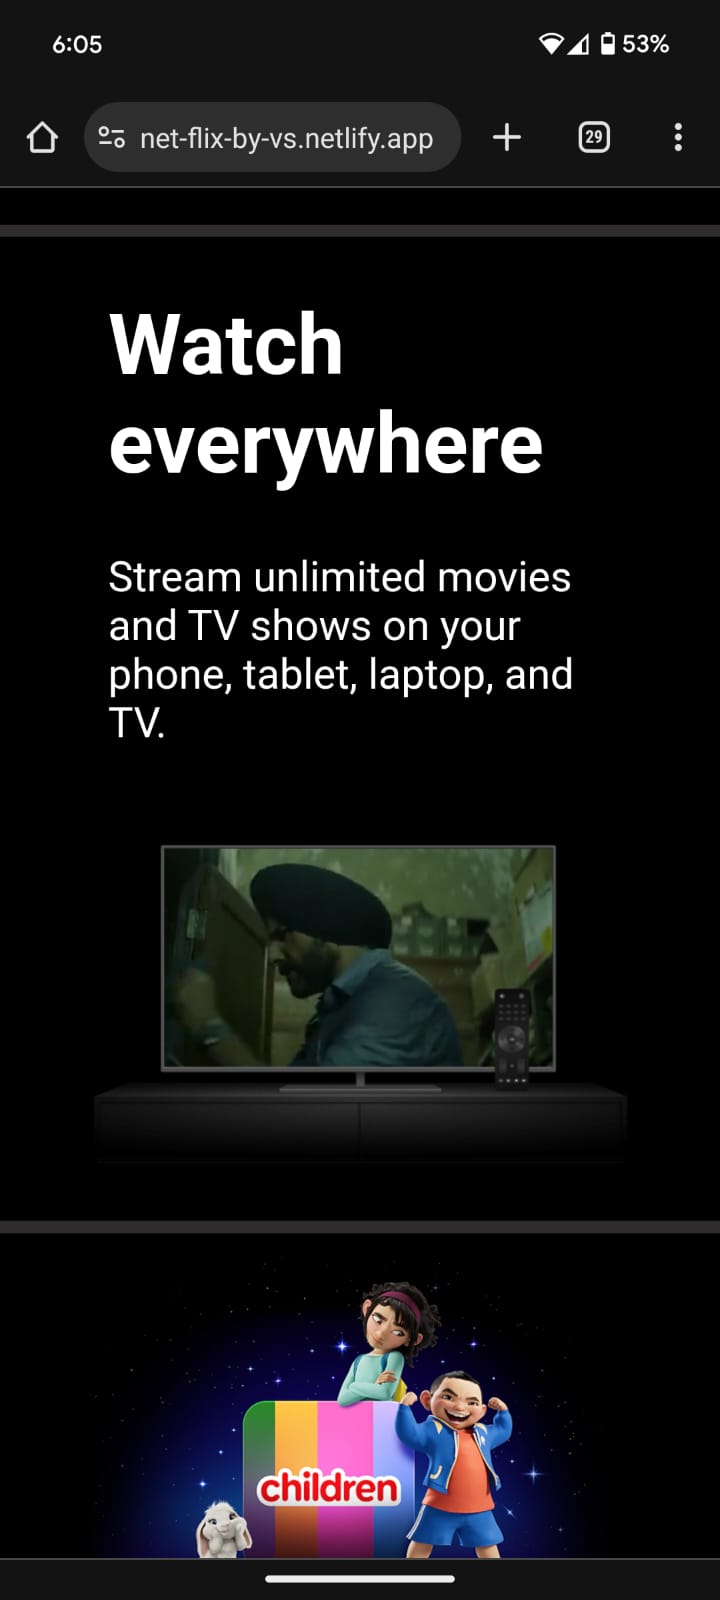 6:05
53%
net-flix-by-vs.netlify.app
29
Watch
everywhere
Stream unlimited movies
and TV shows on your
phone, tablet, laptop, and
TV.
children